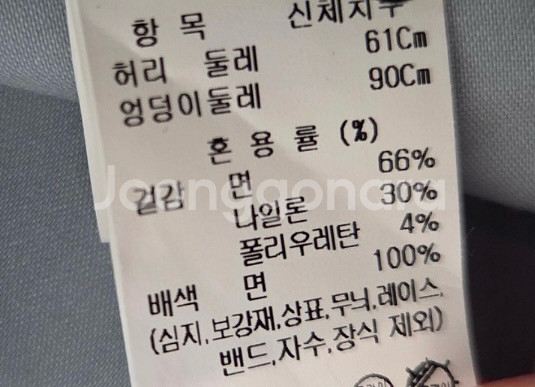 항 목 신체치수
허리 둘레 61Cm
엉덩이둘레 90Cm
혼 용 률 (%)
겉감 면 66%
나일론 30%
폴리우레탄 4%
배색 면 100%
(심지,보강재,상표,무늬,레이스,
밴드,자수,장식 제외)
Joonggonara